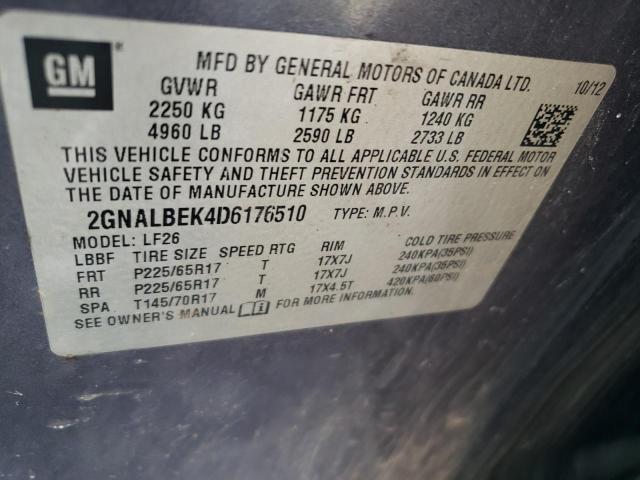 GM
®
MFD BY GENERAL MOTORS OF CANADA LTD.
10/12
GVWR GAWR FRT GAWR RR
2250 KG 1175 KG 1240 KG
4960 LB 2590 LB 2733 LB
THIS VEHICLE CONFORMS TO ALL APPLICABLE U.S. FEDERAL MOTOR
VEHICLE SAFETY AND THEFT PREVENTION STANDARDS IN EFFECT ON
THE DATE OF MANUFACTURE SHOWN ABOVE.
2GNALBEK4D6176510 TYPE: M.P.V.
MODEL: LF26
LBBF TIRE SIZE SPEED RTG RIM COLD TIRE PRESSURE
FRT P225/65R17 T 17X7J 240KPA(35PSI)
RR P225/65R17 T 17X7J 240KPA(35PSI)
SPA T145/70R17 M 17X4.5T 420KPA(60PSI)
SEE OWNER'S MANUAL FOR MORE INFORMATION.